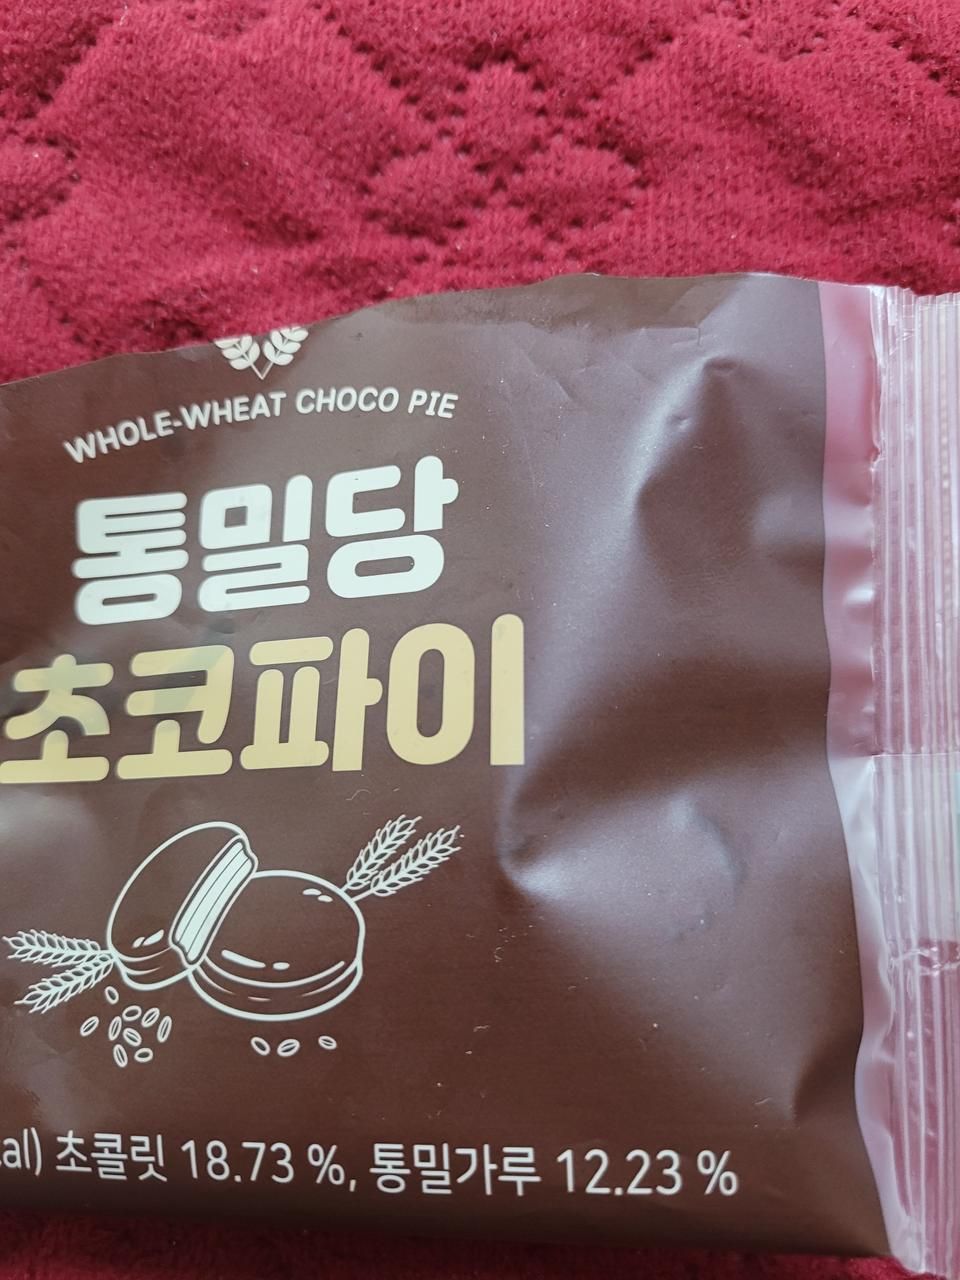 WHOLE-WHEAT CHOCO PIE
통밀당
초코파이
cal) 초콜릿 18.73 %, 통밀가루 12.23 %